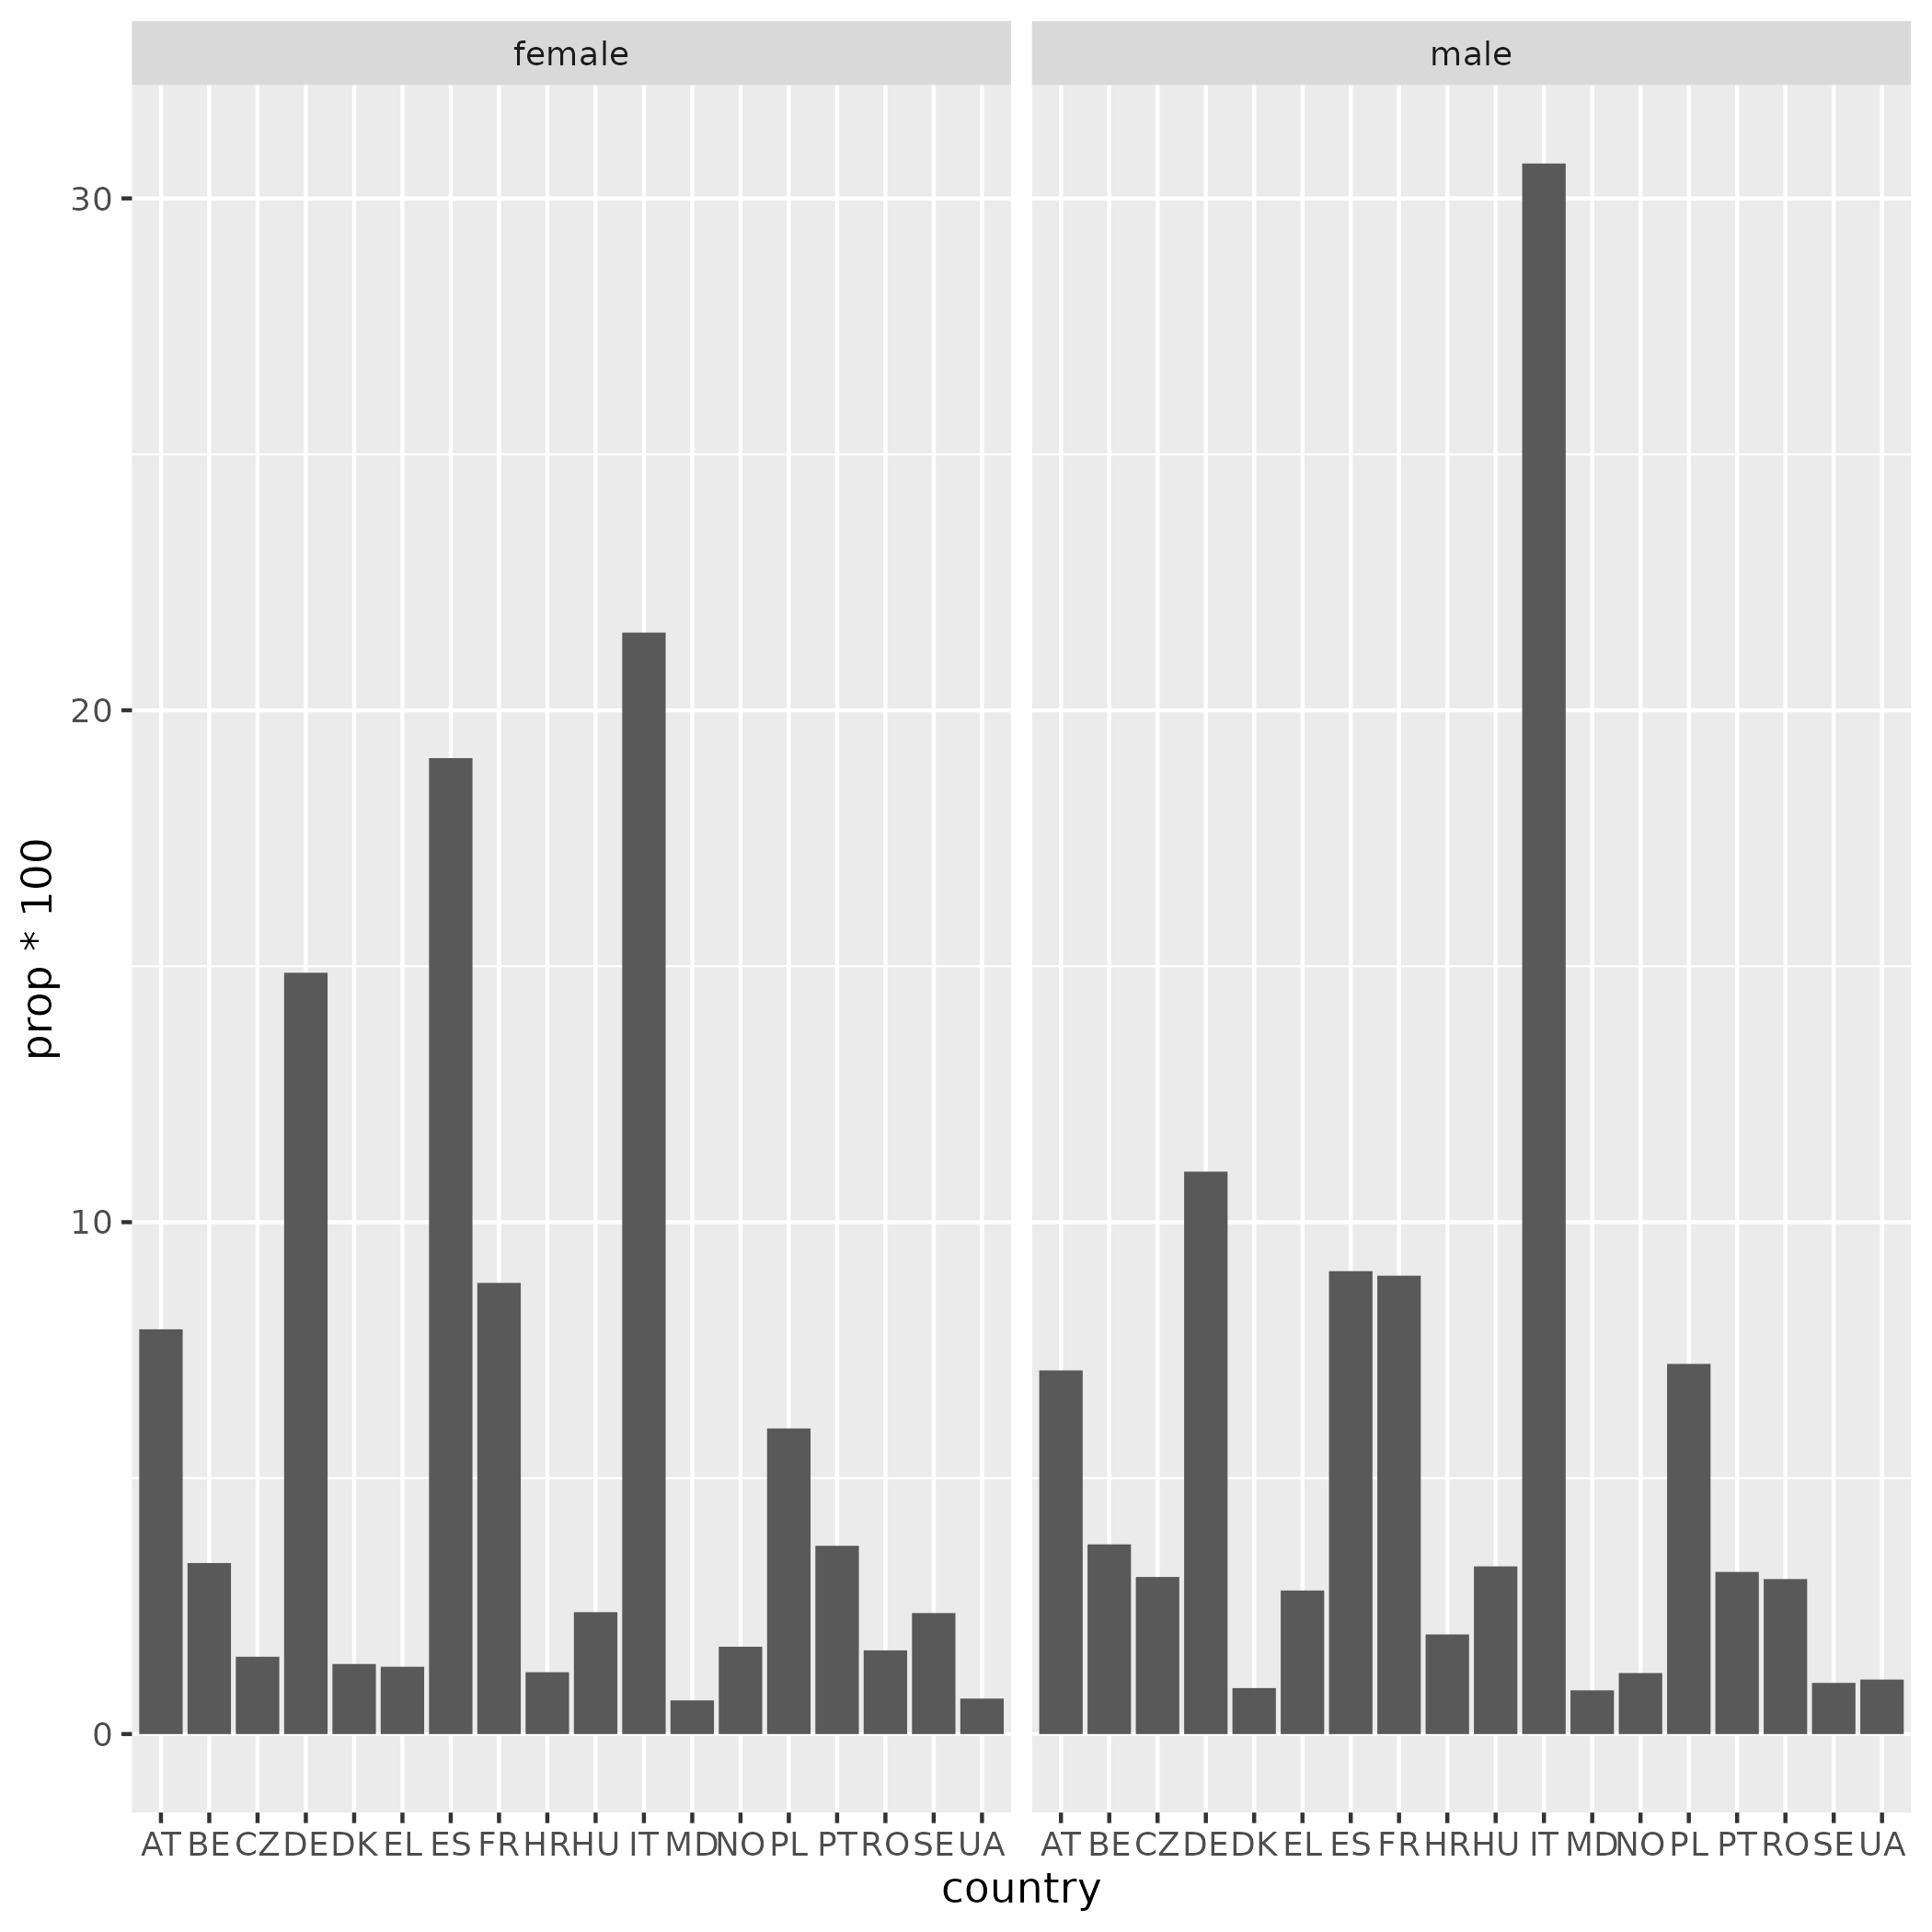 female male
30
20
10
0
prop * 100
AT BE CZ DE DK EL ES FR HR HU IT MD NO PL PT RO SE UA
AT BE CZ DE DK EL ES FR HR HU IT MD NO PL PT RO SE UA
country